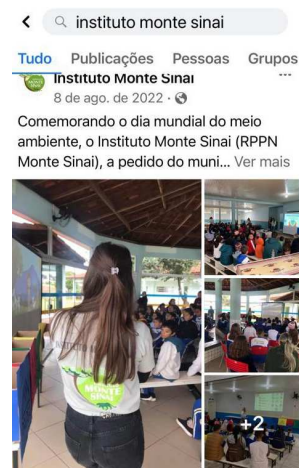 instituto monte sinai
Tudo Publicações Pessoas Grupos
Instituto Monte Sinai
8 de ago. de 2022 ·
Comemorando o dia mundial do meio
ambiente, o Instituto Monte Sinai (RPPN
Monte Sinai), a pedido do muni... Ver mais
MONTE
SINAI
+2